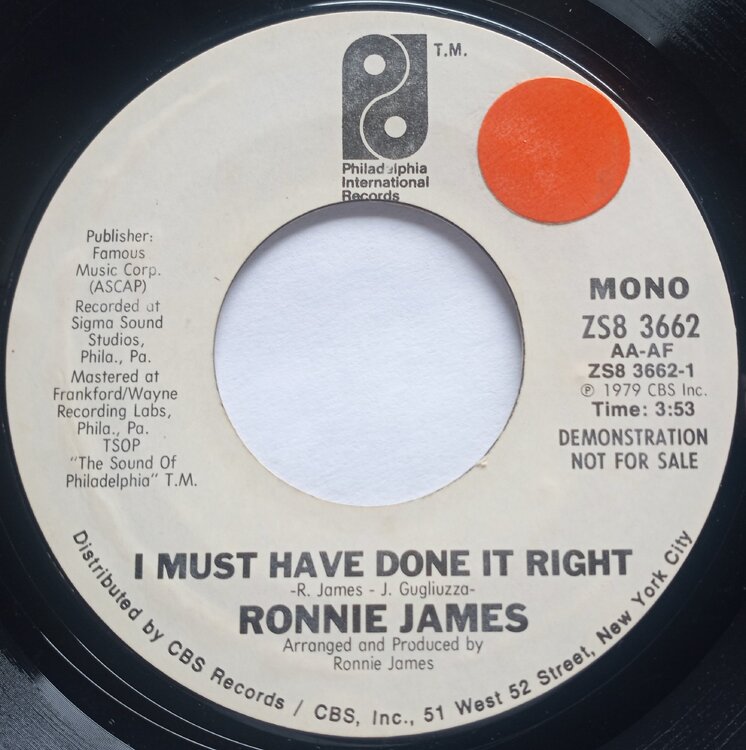 T.M.
Philadelphia
International
Records
Publisher:
Famous
Music Corp.
(ASCAP)
Recorded at
Sigma Sound
Studios,
Phila., Pa.
Mastered at
Frankford/Wayne
Recording Labs,
Phila., Pa.
TSOP
"The Sound Of
Philadelphia" T.M.
MONO
ZS8 3662
AA-AF
ZS8 3662-1
℗ 1979 CBS Inc.
Time: 3:53
DEMONSTRATION
NOT FOR SALE
I MUST HAVE DONE IT RIGHT
-R. James - J. Gugliuzza-
RONNIE JAMES
Arranged and Produced by
Ronnie James
Distributed by CBS Records / CBS, Inc., 51 West 52 Street, New York City